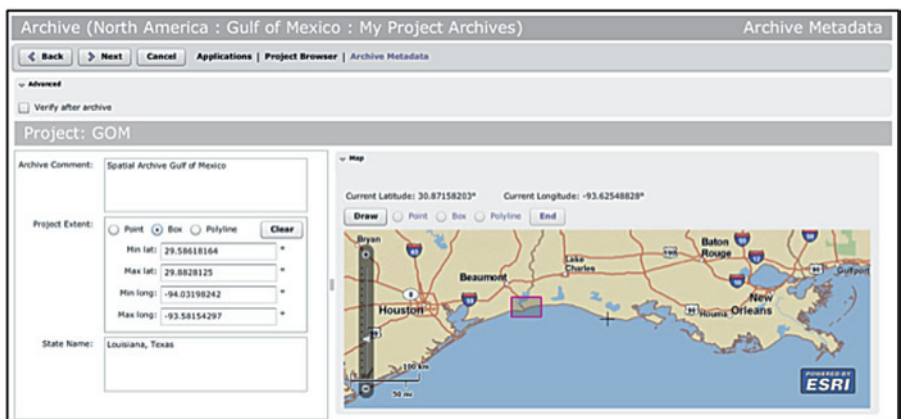 Archive (North America : Gulf of Mexico : My Project Archives) Archive Metadata
Back Next Cancel Applications | Project Browser | Archive Metadata
Advanced
Verify after archive
Project: GOM
Archive Comment: Spatial Archive Gulf of Mexico
Project Extent: Point Box Polyline Clear
Min lat: 29.58618164 °
Max lat: 29.8828125 °
Min long: -94.03198242 °
Max long: -93.58154297 °
State Name: Louisiana, Texas
Map
Current Latitude: 30.87158203° Current Longitude: -93.62548828°
Draw Point Box Polyline End
Bryan
Baton Rouge
Lake Charles
Beaumont
Gulfport
Houston
New Orleans
Houma
100 km
50 mi
POWERED BY
ESRI